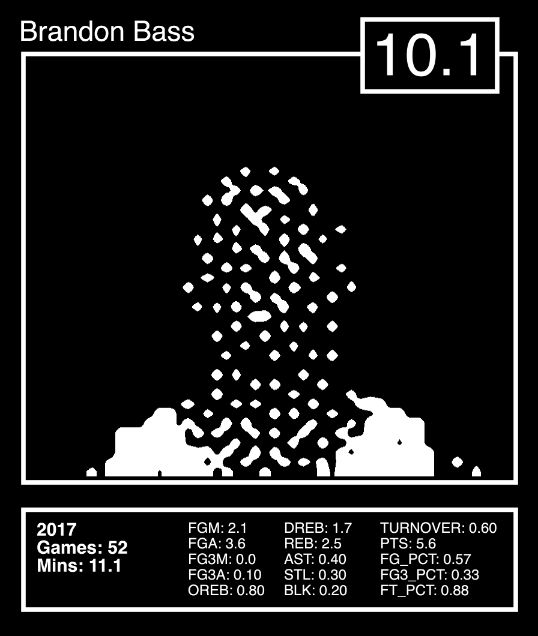 Brandon Bass
10.1
2017
Games: 52
Mins: 11.1
FGM: 2.1
FGA: 3.6
FG3M: 0.0
FG3A: 0.10
OREB: 0.80
DREB: 1.7
REB: 2.5
AST: 0.40
STL: 0.30
BLK: 0.20
TURNOVER: 0.60
PTS: 5.6
FG_PCT: 0.57
FG3_PCT: 0.33
FT_PCT: 0.88